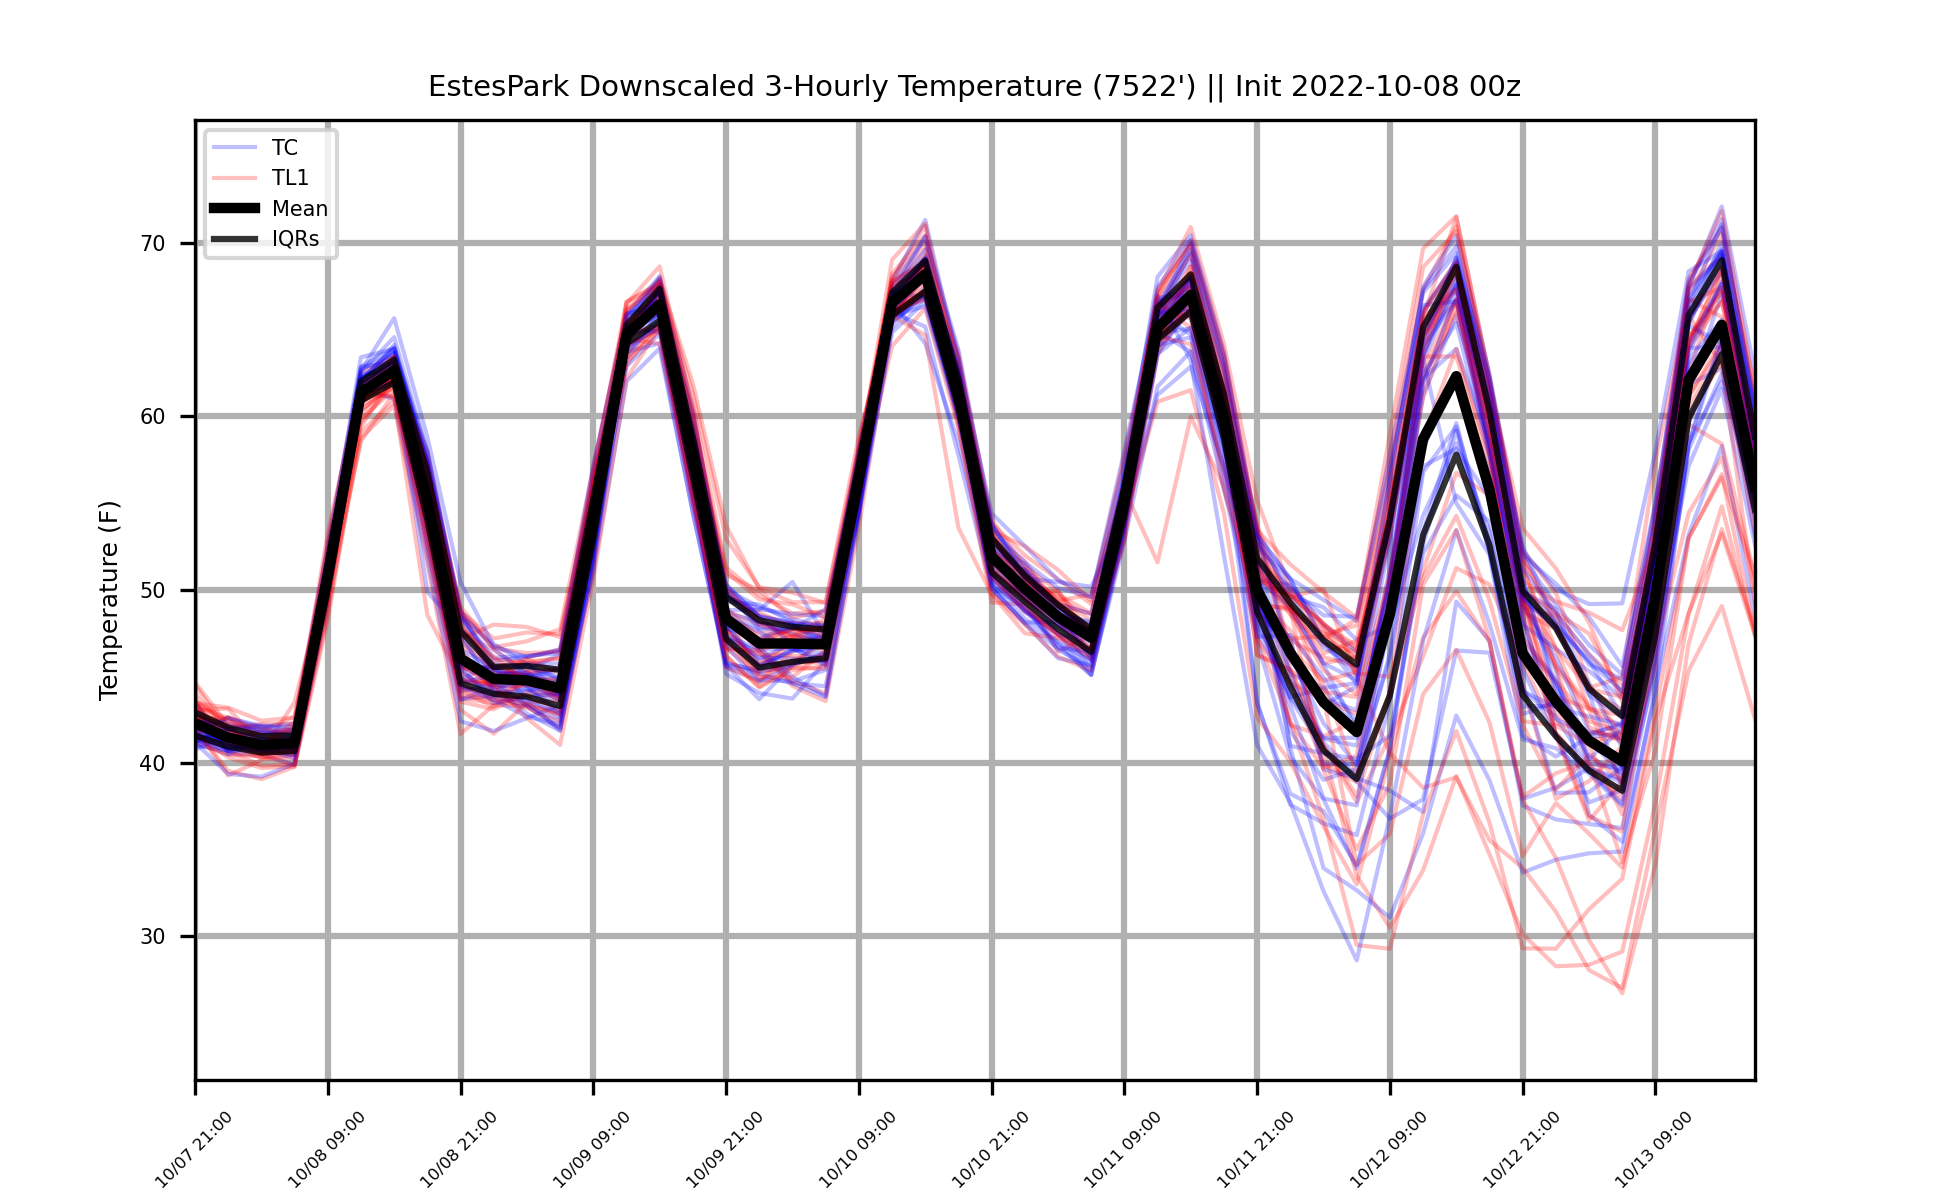 EstesPark Downscaled 3-Hourly Temperature (7522') || Init 2022-10-08 00z
TC
TL1
Mean
IQRs
Temperature (F)
70
60
50
40
30
10/07 21:00
10/08 09:00
10/08 21:00
10/09 09:00
10/09 21:00
10/10 09:00
10/10 21:00
10/11 09:00
10/11 21:00
10/12 09:00
10/12 21:00
10/13 09:00